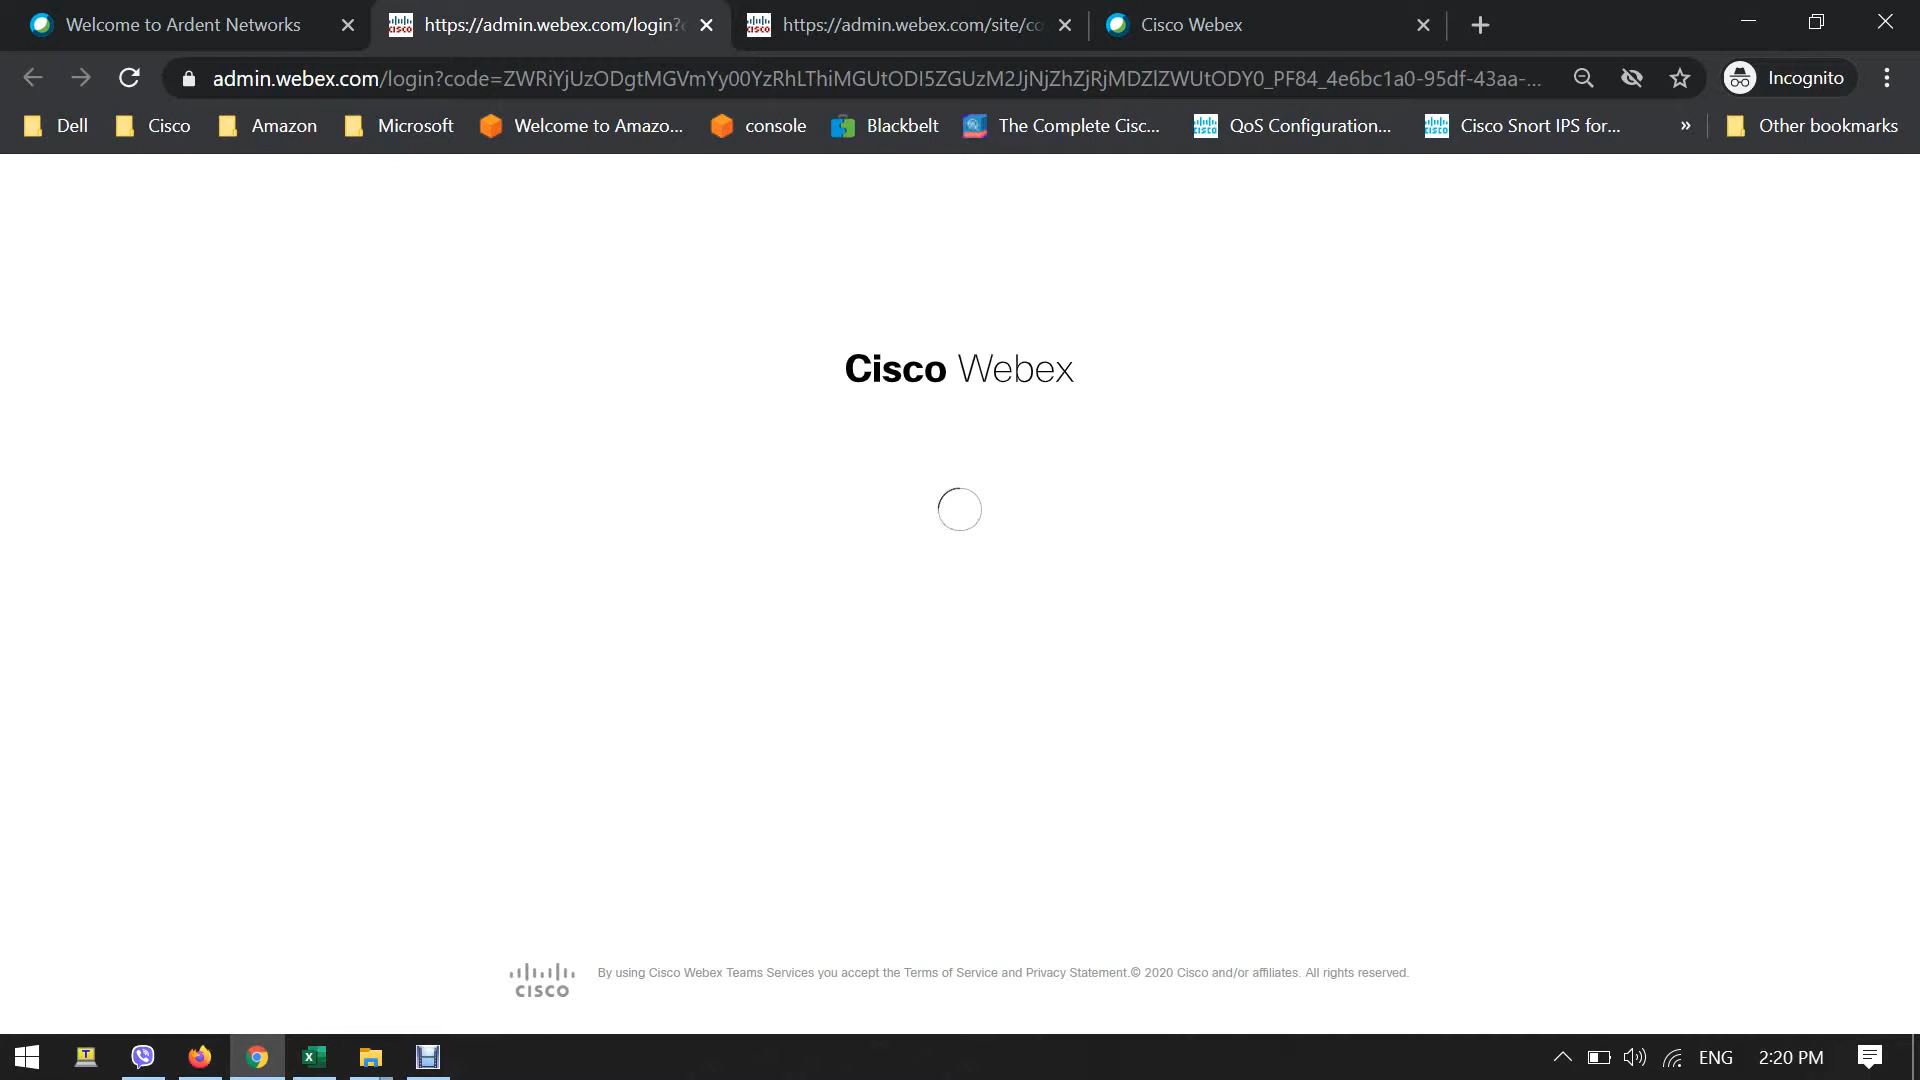 Welcome to Ardent Networks
https://admin.webex.com/login?
https://admin.webex.com/site/co
Cisco Webex
admin.webex.com/login?code=ZWRiYjUzODgtMGVmYy00YzRhLThiMGUtODI5ZGUzM2JjNjZhZjRjMDZlZWUtODY0_PF84_4e6bc1a0-95df-43aa-...
Incognito
Dell
Cisco
Amazon
Microsoft
Welcome to Amazo...
console
Blackbelt
The Complete Cisc...
QoS Configuration...
Cisco Snort IPS for...
»
Other bookmarks
Cisco Webex
CISCO
By using Cisco Webex Teams Services you accept the Terms of Service and Privacy Statement.© 2020 Cisco and/or affiliates. All rights reserved.
ENG
2:20 PM